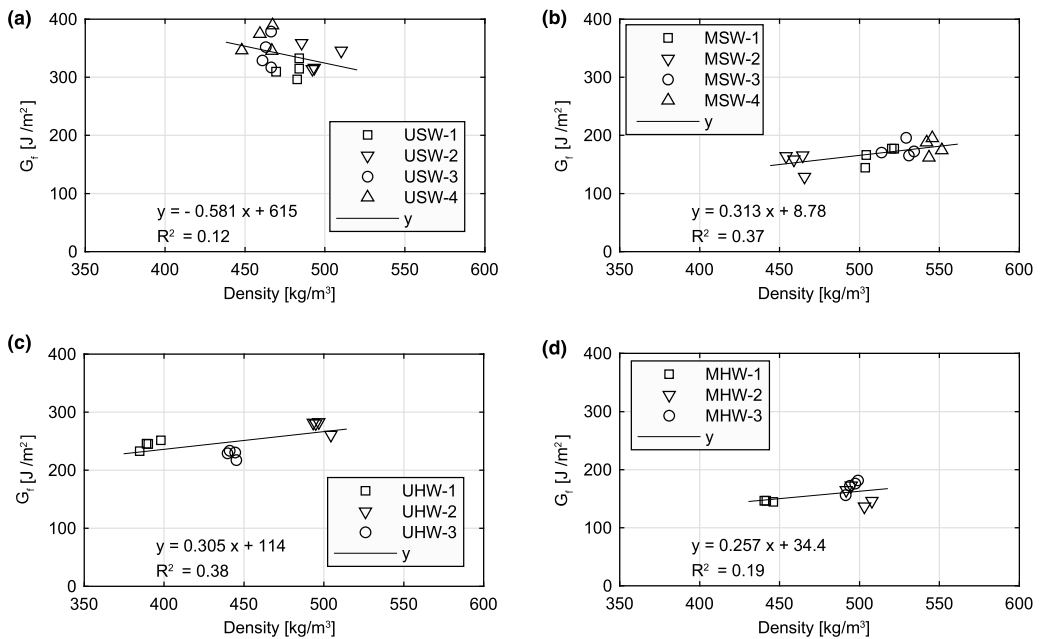 (a)
400
300
200
100
0
G_f [J /m²]
USW-1
USW-2
USW-3
USW-4
y
y = - 0.581 x + 615
R² = 0.12
350 400 450 500 550 600
Density [kg/m³]
(b)
400
300
200
100
0
G_f [J /m²]
MSW-1
MSW-2
MSW-3
MSW-4
y
y = 0.313 x + 8.78
R² = 0.37
350 400 450 500 550 600
Density [kg/m³]
(c)
400
300
200
100
0
G_f [J /m²]
UHW-1
UHW-2
UHW-3
y
y = 0.305 x + 114
R² = 0.38
350 400 450 500 550 600
Density [kg/m³]
(d)
400
300
200
100
0
G_f [J /m²]
MHW-1
MHW-2
MHW-3
y
y = 0.257 x + 34.4
R² = 0.19
350 400 450 500 550 600
Density [kg/m³]